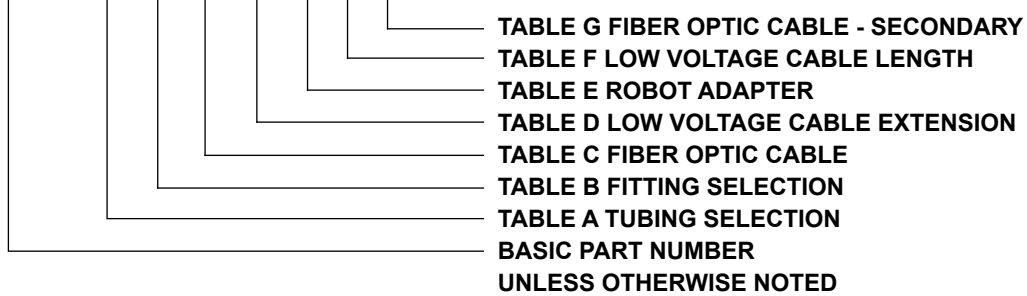 TABLE G FIBER OPTIC CABLE - SECONDARY
TABLE F LOW VOLTAGE CABLE LENGTH
TABLE E ROBOT ADAPTER
TABLE D LOW VOLTAGE CABLE EXTENSION
TABLE C FIBER OPTIC CABLE
TABLE B FITTING SELECTION
TABLE A TUBING SELECTION
BASIC PART NUMBER
UNLESS OTHERWISE NOTED